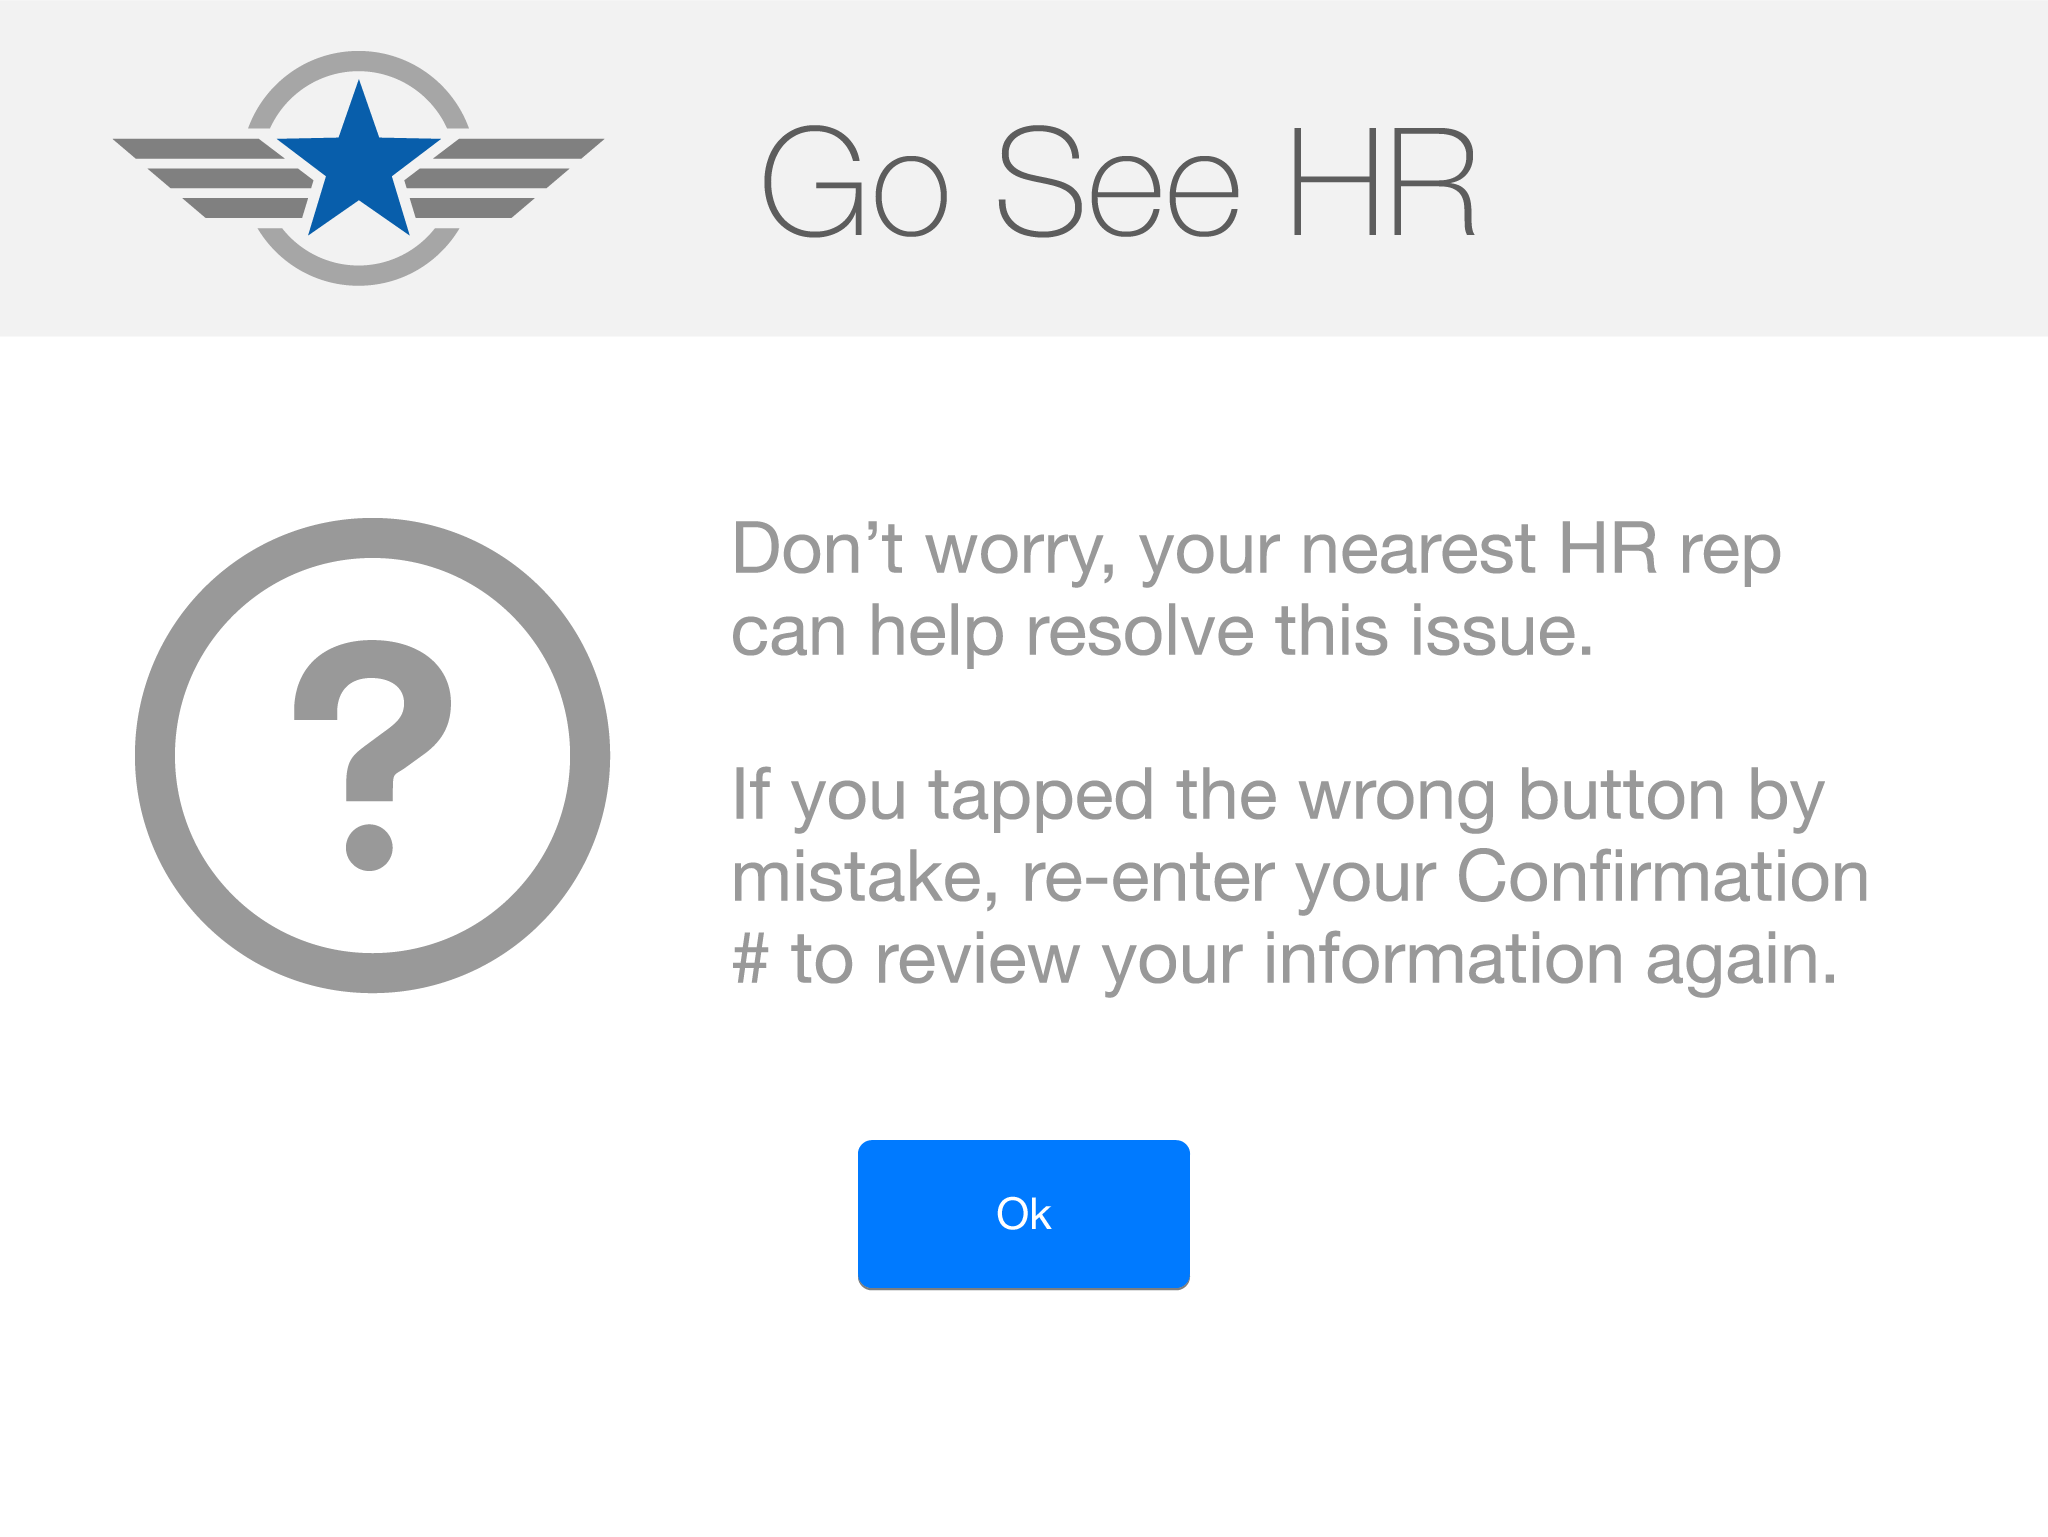 Go See HR
Don’t worry, your nearest HR rep
can help resolve this issue.
If you tapped the wrong button by
mistake, re-enter your Confirmation
# to review your information again.
?
Ok